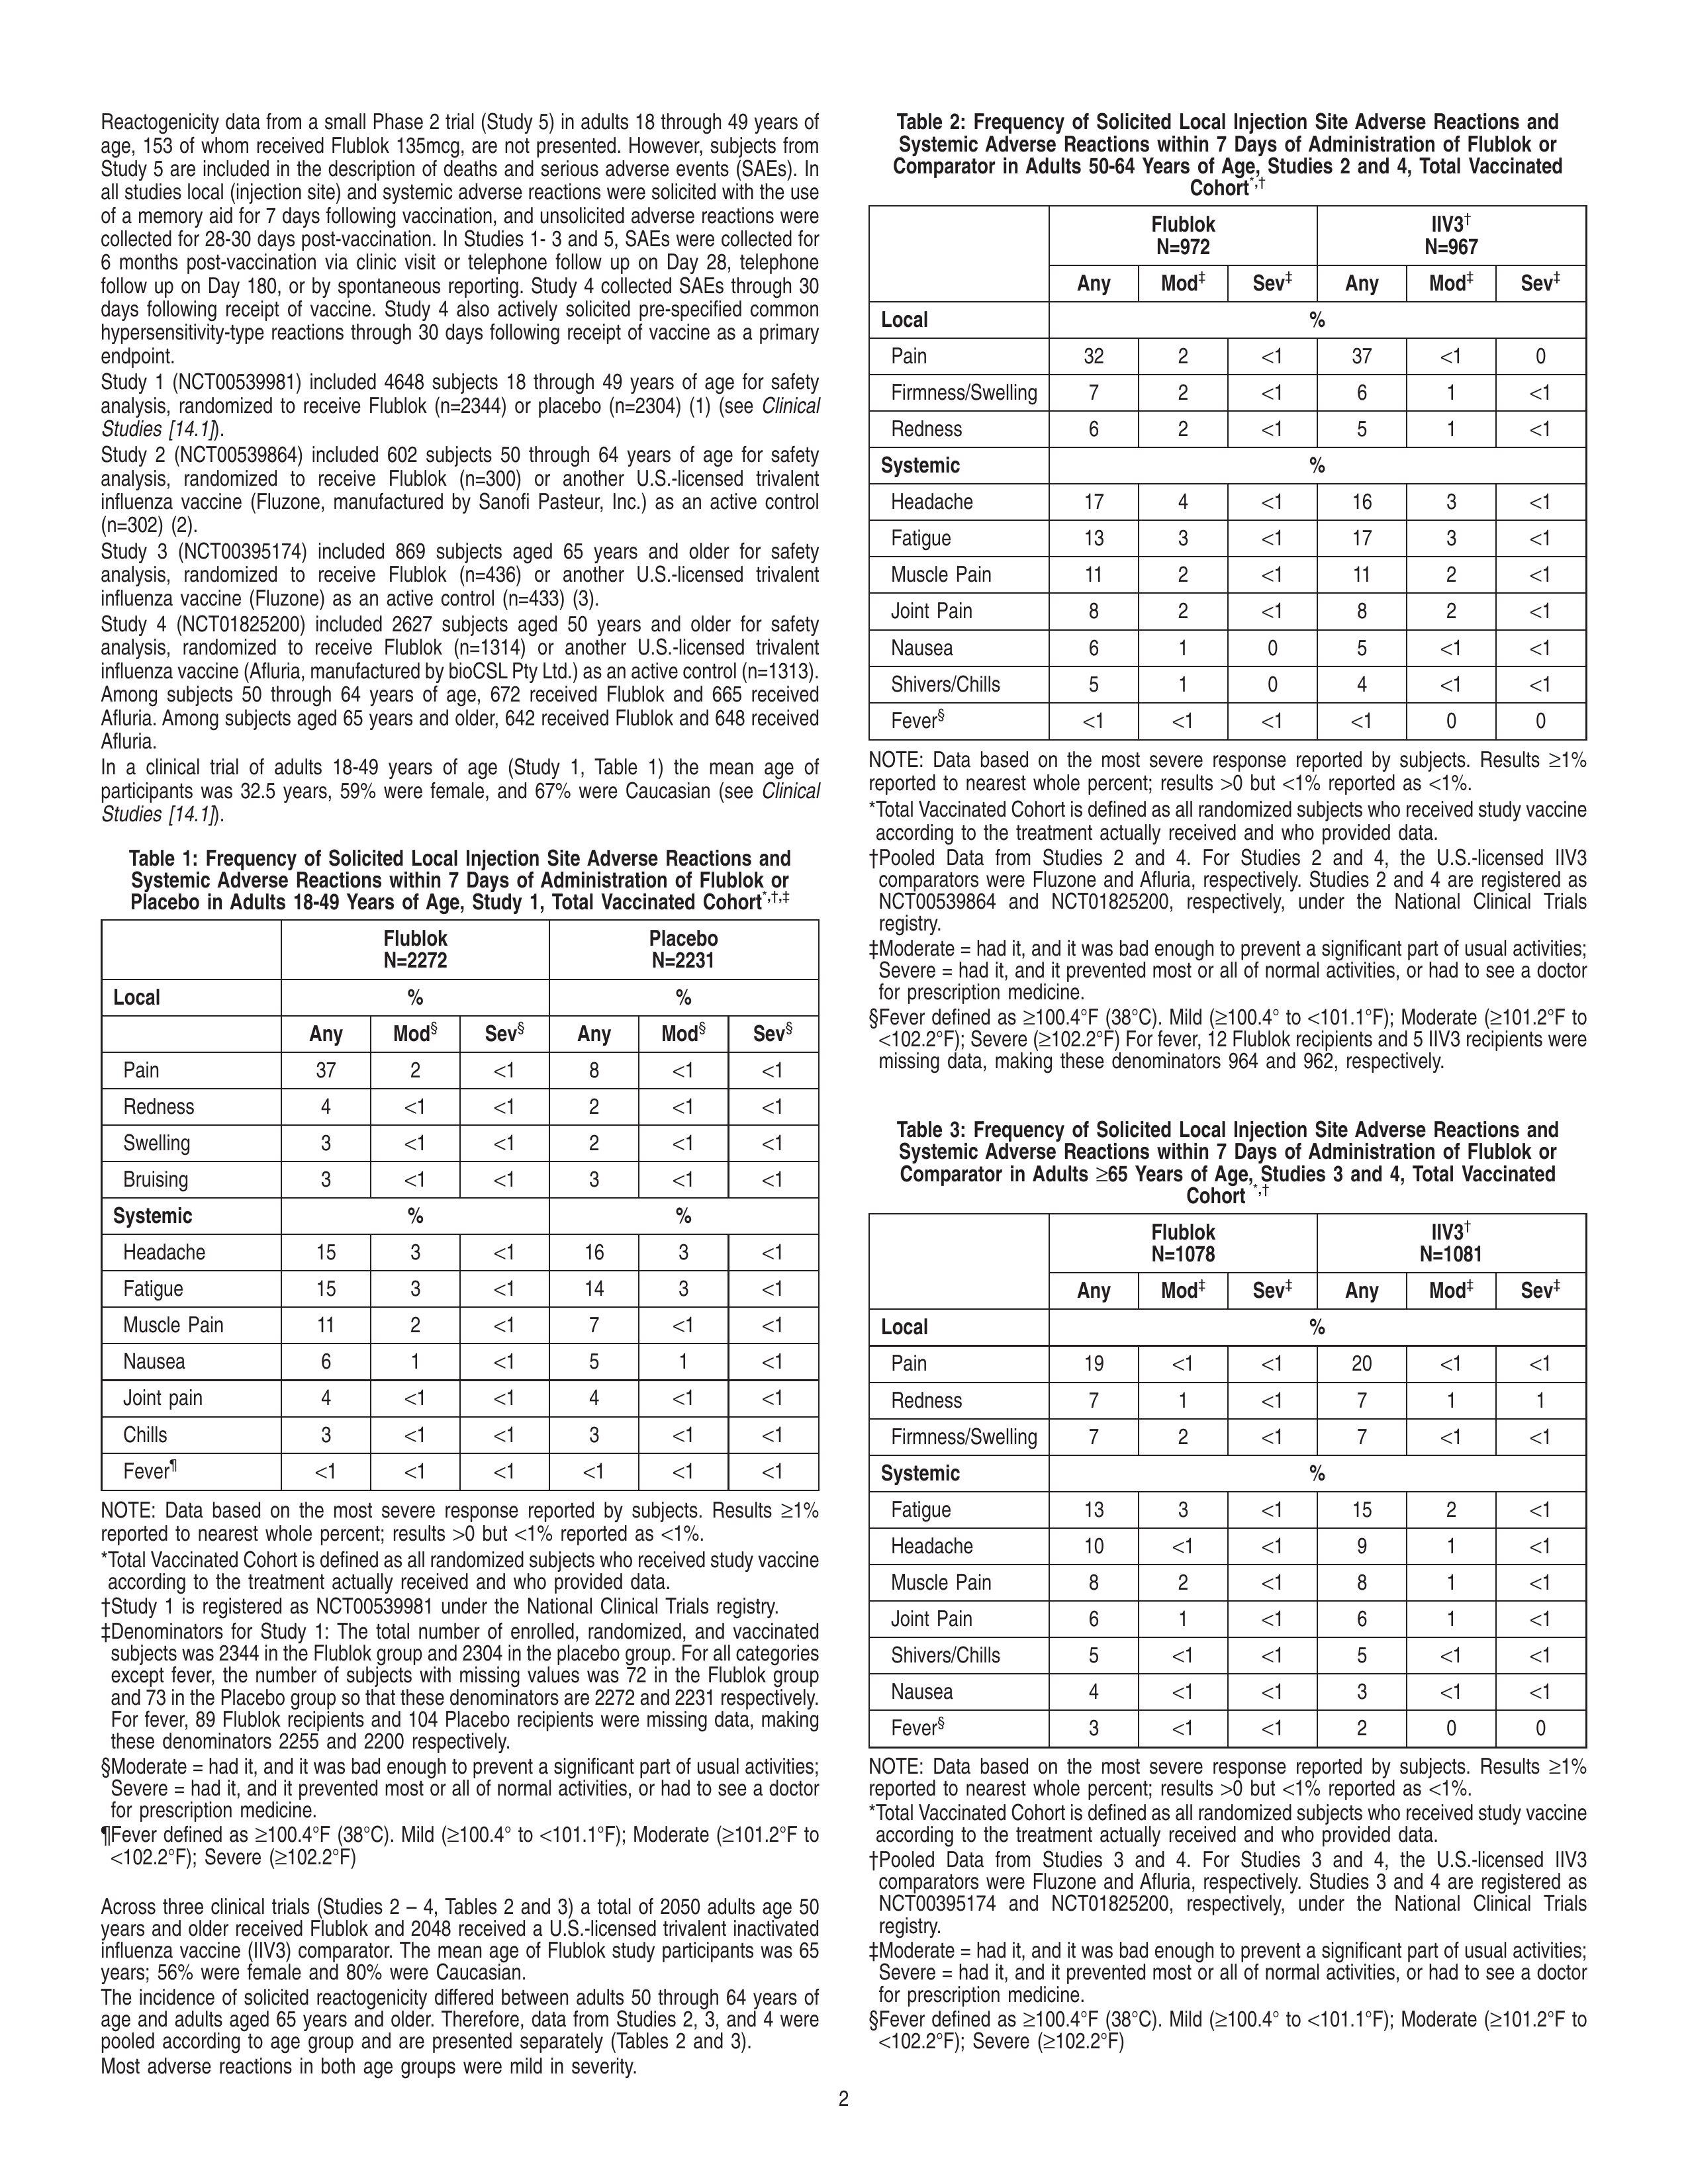 Reactogenicity data from a small Phase 2 trial (Study 5) in adults 18 through 49 years of
age, 153 of whom received Flublok 135mcg, are not presented. However, subjects from
Study 5 are included in the description of deaths and serious adverse events (SAEs). In
all studies local (injection site) and systemic adverse reactions were solicited with the use
of a memory aid for 7 days following vaccination, and unsolicited adverse reactions were
collected for 28-30 days post-vaccination. In Studies 1- 3 and 5, SAEs were collected for
6 months post-vaccination via clinic visit or telephone follow up on Day 28, telephone
follow up on Day 180, or by spontaneous reporting. Study 4 collected SAEs through 30
days following receipt of vaccine. Study 4 also actively solicited pre-specified common
hypersensitivity-type reactions through 30 days following receipt of vaccine as a primary
endpoint.
Study 1 (NCT00539981) included 4648 subjects 18 through 49 years of age for safety
analysis, randomized to receive Flublok (n=2344) or placebo (n=2304) (1) (see Clinical
Studies [14.1]).
Study 2 (NCT00539864) included 602 subjects 50 through 64 years of age for safety
analysis, randomized to receive Flublok (n=300) or another U.S.-licensed trivalent
influenza vaccine (Fluzone, manufactured by Sanofi Pasteur, Inc.) as an active control
(n=302) (2).
Study 3 (NCT00395174) included 869 subjects aged 65 years and older for safety
analysis, randomized to receive Flublok (n=436) or another U.S.-licensed trivalent
influenza vaccine (Fluzone) as an active control (n=433) (3).
Study 4 (NCT01825200) included 2627 subjects aged 50 years and older for safety
analysis, randomized to receive Flublok (n=1314) or another U.S.-licensed trivalent
influenza vaccine (Afluria, manufactured by bioCSL Pty Ltd.) as an active control (n=1313).
Among subjects 50 through 64 years of age, 672 received Flublok and 665 received
Afluria. Among subjects aged 65 years and older, 642 received Flublok and 648 received
Afluria.
In a clinical trial of adults 18-49 years of age (Study 1, Table 1) the mean age of
participants was 32.5 years, 59% were female, and 67% were Caucasian (see Clinical
Studies [14.1]).
Table 1: Frequency of Solicited Local Injection Site Adverse Reactions and
Systemic Adverse Reactions within 7 Days of Administration of Flublok or
Placebo in Adults 18-49 Years of Age, Study 1, Total Vaccinated Cohort*,†,‡
Flublok Placebo
N=2272 N=2231
Local % %
Any Mod§ Sev§ Any Mod§ Sev§
Pain 37 2 <1 8 <1 <1
Redness 4 <1 <1 2 <1 <1
Swelling 3 <1 <1 2 <1 <1
Bruising 3 <1 <1 3 <1 <1
Systemic % %
Headache 15 3 <1 16 3 <1
Fatigue 15 3 <1 14 3 <1
Muscle Pain 11 2 <1 7 <1 <1
Nausea 6 1 <1 5 1 <1
Joint pain 4 <1 <1 4 <1 <1
Chills 3 <1 <1 3 <1 <1
Fever¶ <1 <1 <1 <1 <1 <1
NOTE: Data based on the most severe response reported by subjects. Results ≥1%
reported to nearest whole percent; results >0 but <1% reported as <1%.
*Total Vaccinated Cohort is defined as all randomized subjects who received study vaccine
according to the treatment actually received and who provided data.
†Study 1 is registered as NCT00539981 under the National Clinical Trials registry.
‡Denominators for Study 1: The total number of enrolled, randomized, and vaccinated
subjects was 2344 in the Flublok group and 2304 in the placebo group. For all categories
except fever, the number of subjects with missing values was 72 in the Flublok group
and 73 in the Placebo group so that these denominators are 2272 and 2231 respectively.
For fever, 89 Flublok recipients and 104 Placebo recipients were missing data, making
these denominators 2255 and 2200 respectively.
§Moderate = had it, and it was bad enough to prevent a significant part of usual activities;
Severe = had it, and it prevented most or all of normal activities, or had to see a doctor
for prescription medicine.
¶Fever defined as ≥100.4°F (38°C). Mild (≥100.4° to <101.1°F); Moderate (≥101.2°F to
<102.2°F); Severe (≥102.2°F)
Across three clinical trials (Studies 2 – 4, Tables 2 and 3) a total of 2050 adults age 50
years and older received Flublok and 2048 received a U.S.-licensed trivalent inactivated
influenza vaccine (IIV3) comparator. The mean age of Flublok study participants was 65
years; 56% were female and 80% were Caucasian.
The incidence of solicited reactogenicity differed between adults 50 through 64 years of
age and adults aged 65 years and older. Therefore, data from Studies 2, 3, and 4 were
pooled according to age group and are presented separately (Tables 2 and 3).
Most adverse reactions in both age groups were mild in severity.
Table 2: Frequency of Solicited Local Injection Site Adverse Reactions and
Systemic Adverse Reactions within 7 Days of Administration of Flublok or
Comparator in Adults 50-64 Years of Age, Studies 2 and 4, Total Vaccinated
Cohort*,†
Flublok IIV3†
N=972 N=967
Any Mod‡ Sev‡ Any Mod‡ Sev‡
Local %
Pain 32 2 <1 37 <1 0
Firmness/Swelling 7 2 <1 6 1 <1
Redness 6 2 <1 5 1 <1
Systemic %
Headache 17 4 <1 16 3 <1
Fatigue 13 3 <1 17 3 <1
Muscle Pain 11 2 <1 11 2 <1
Joint Pain 8 2 <1 8 2 <1
Nausea 6 1 0 5 <1 <1
Shivers/Chills 5 1 0 4 <1 <1
Fever§ <1 <1 <1 <1 0 0
NOTE: Data based on the most severe response reported by subjects. Results ≥1%
reported to nearest whole percent; results >0 but <1% reported as <1%.
*Total Vaccinated Cohort is defined as all randomized subjects who received study vaccine
according to the treatment actually received and who provided data.
†Pooled Data from Studies 2 and 4. For Studies 2 and 4, the U.S.-licensed IIV3
comparators were Fluzone and Afluria, respectively. Studies 2 and 4 are registered as
NCT00539864 and NCT01825200, respectively, under the National Clinical Trials
registry.
‡Moderate = had it, and it was bad enough to prevent a significant part of usual activities;
Severe = had it, and it prevented most or all of normal activities, or had to see a doctor
for prescription medicine.
§Fever defined as ≥100.4°F (38°C). Mild (≥100.4° to <101.1°F); Moderate (≥101.2°F to
<102.2°F); Severe (≥102.2°F) For fever, 12 Flublok recipients and 5 IIV3 recipients were
missing data, making these denominators 964 and 962, respectively.
Table 3: Frequency of Solicited Local Injection Site Adverse Reactions and
Systemic Adverse Reactions within 7 Days of Administration of Flublok or
Comparator in Adults ≥65 Years of Age, Studies 3 and 4, Total Vaccinated
Cohort *,†
Flublok IIV3†
N=1078 N=1081
Any Mod‡ Sev‡ Any Mod‡ Sev‡
Local %
Pain 19 <1 <1 20 <1 <1
Redness 7 1 <1 7 1 1
Firmness/Swelling 7 2 <1 7 <1 <1
Systemic %
Fatigue 13 3 <1 15 2 <1
Headache 10 <1 <1 9 1 <1
Muscle Pain 8 2 <1 8 1 <1
Joint Pain 6 1 <1 6 1 <1
Shivers/Chills 5 <1 <1 5 <1 <1
Nausea 4 <1 <1 3 <1 <1
Fever§ 3 <1 <1 2 0 0
NOTE: Data based on the most severe response reported by subjects. Results ≥1%
reported to nearest whole percent; results >0 but <1% reported as <1%.
*Total Vaccinated Cohort is defined as all randomized subjects who received study vaccine
according to the treatment actually received and who provided data.
†Pooled Data from Studies 3 and 4. For Studies 3 and 4, the U.S.-licensed IIV3
comparators were Fluzone and Afluria, respectively. Studies 3 and 4 are registered as
NCT00395174 and NCT01825200, respectively, under the National Clinical Trials
registry.
‡Moderate = had it, and it was bad enough to prevent a significant part of usual activities;
Severe = had it, and it prevented most or all of normal activities, or had to see a doctor
for prescription medicine.
§Fever defined as ≥100.4°F (38°C). Mild (≥100.4° to <101.1°F); Moderate (≥101.2°F to
<102.2°F); Severe (≥102.2°F)
2